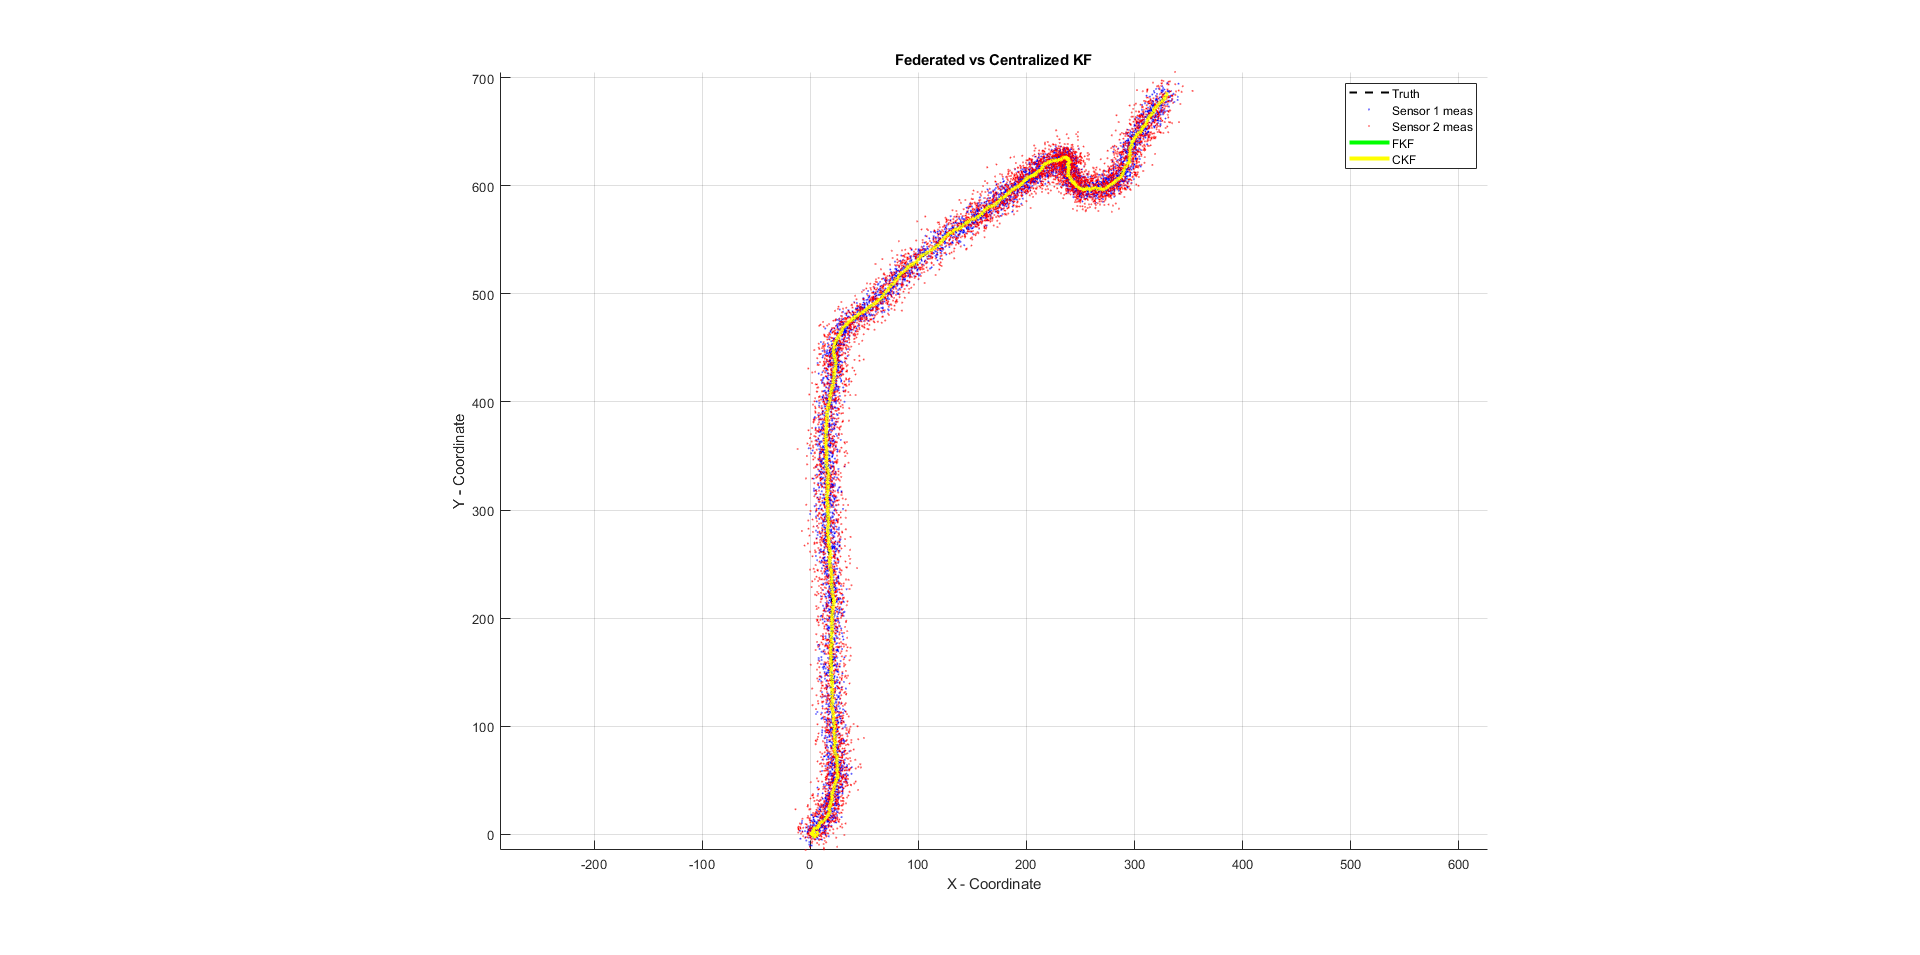 Federated vs Centralized KF
Truth
Sensor 1 meas
Sensor 2 meas
FKF
CKF
700
600
500
400
300
200
100
0
Y - Coordinate
-200 -100 0 100 200 300 400 500 600
X - Coordinate